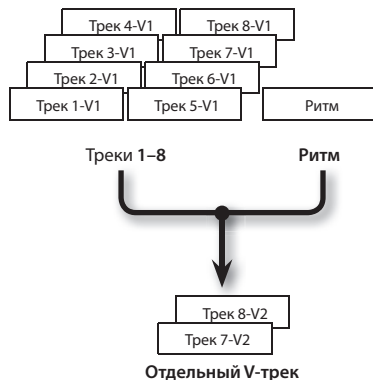 Трек 4-V1 Трек 8-V1
Трек 3-V1 Трек 7-V1
Трек 2-V1 Трек 6-V1
Трек 1-V1 Трек 5-V1 Ритм
Треки 1–8 Ритм
Трек 8-V2
Трек 7-V2
Отдельный V-трек